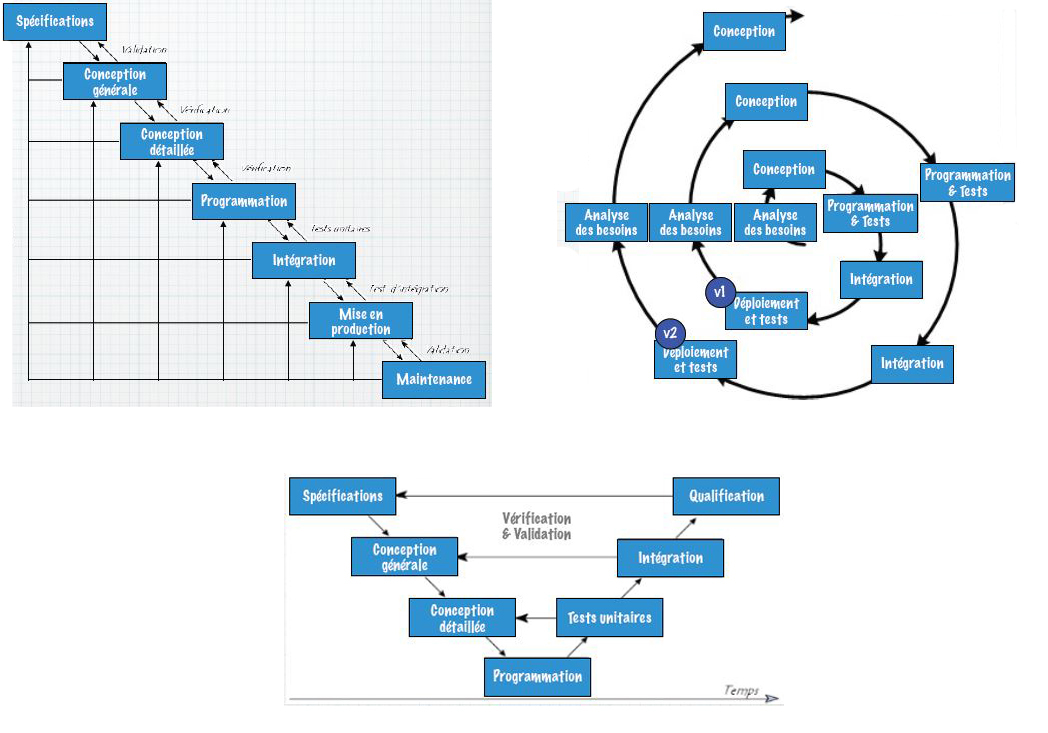 Spécifications
Validation
Conception
générale
Vérification
Conception
détaillée
Vérification
Programmation
Tests unitaires
Intégration
Test d'intégration
Mise en
production
Validation
Maintenance
Conception
Conception
Conception
Programmation
& Tests
Programmation
& Tests
Analyse
des besoins
Analyse
des besoins
Analyse
des besoins
Intégration
v1
Déploiement
et tests
v2
Déploiement
et tests
Intégration
Spécifications
Qualification
Vérification
& Validation
Conception
générale
Intégration
Conception
détaillée
Tests unitaires
Programmation
Temps